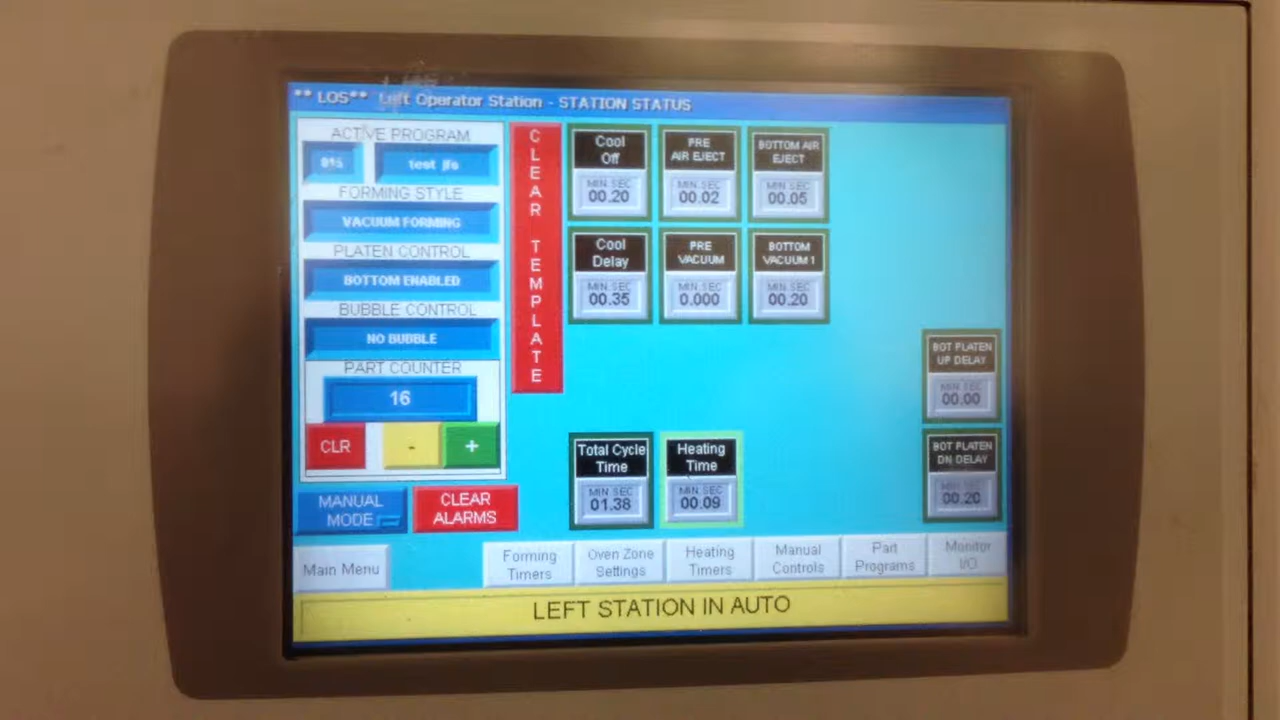 ** LOS** Left Operator Station - STATION STATUS
ACTIVE PROGRAM
test jfs
FORMING STYLE
VACUUM FORMING
PLATEN CONTROL
BOTTOM ENABLED
BUBBLE CONTROL
NO BUBBLE
PART COUNTER
16
CLR
-
+
MANUAL
MODE
CLEAR
ALARMS
CLEAR TEMPLATE
Cool
Off
MIN.SEC
00.20
PRE
AIR EJECT
MIN.SEC
00.02
BOTTOM AIR
EJECT
MIN.SEC
00.05
Cool
Delay
MIN.SEC
00.35
PRE
VACUUM
MIN.SEC
0.000
BOTTOM
VACUUM 1
MIN.SEC
00.20
BOT PLATEN
UP DELAY
MIN.SEC
00.00
Total Cycle
Time
MIN.SEC
01.38
Heating
Time
MIN.SEC
00.09
BOT PLATEN
DN DELAY
MIN.SEC
00.20
Main Menu
Forming
Timers
Oven Zone
Settings
Heating
Timers
Manual
Controls
Part
Programs
Monitor
I/O
LEFT STATION IN AUTO